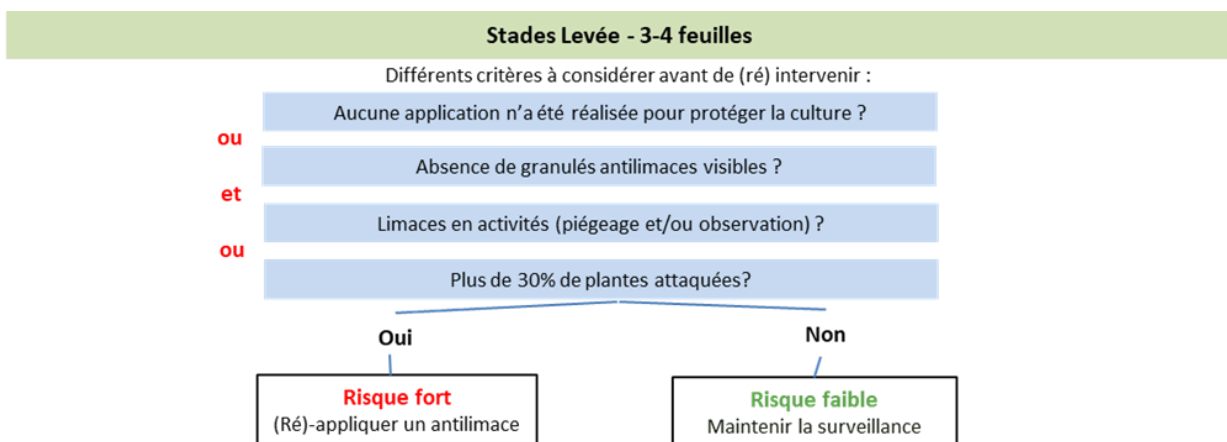 Stades Levée - 3-4 feuilles
Différents critères à considérer avant de (ré) intervenir :
Aucune application n'a été réalisée pour protéger la culture ?
ou
Absence de granulés antilimaces visibles ?
et
Limaces en activités (piégeage et/ou observation) ?
ou
Plus de 30% de plantes attaquées?
Oui
Non
Risque fort
(Ré)-appliquer un antilimace
Risque faible
Maintenir la surveillance